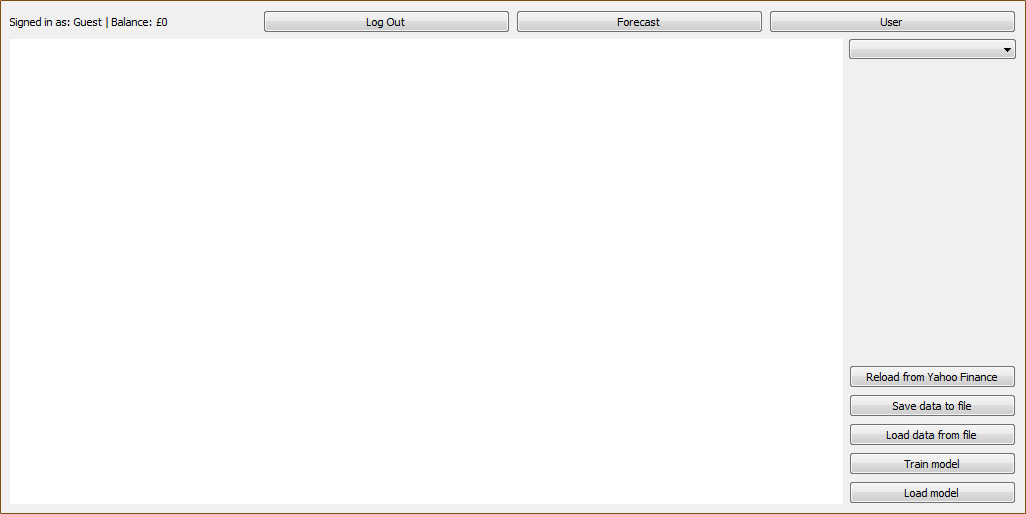 Signed in as: Guest | Balance: £0
Log Out
Forecast
User
Reload from Yahoo Finance
Save data to file
Load data from file
Train model
Load model